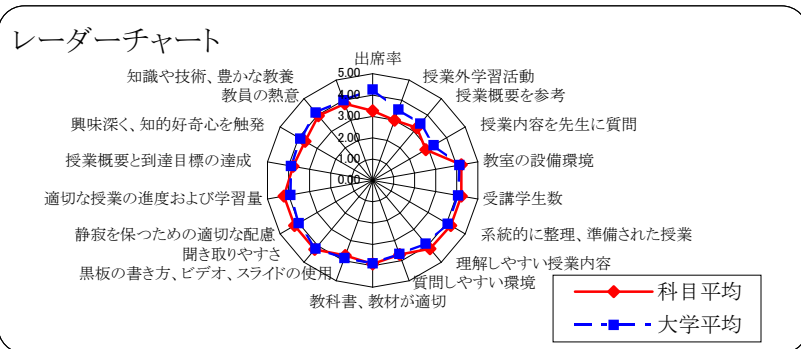 レーダーチャート
出席率
授業外学習活動
授業概要を参考
授業内容を先生に質問
教室の設備環境
受講学生数
系統的に整理、準備された授業
理解しやすい授業内容
質問しやすい環境
教科書、教材が適切
黒板の書き方、ビデオ、スライドの使用
聞き取りやすさ
静寂を保つための適切な配慮
適切な授業の進度および学習量
授業概要と到達目標の達成
興味深く、知的好奇心を触発
教員の熱意
知識や技術、豊かな教養
5.00
4.00
3.00
2.00
1.00
0.00
科目平均
大学平均